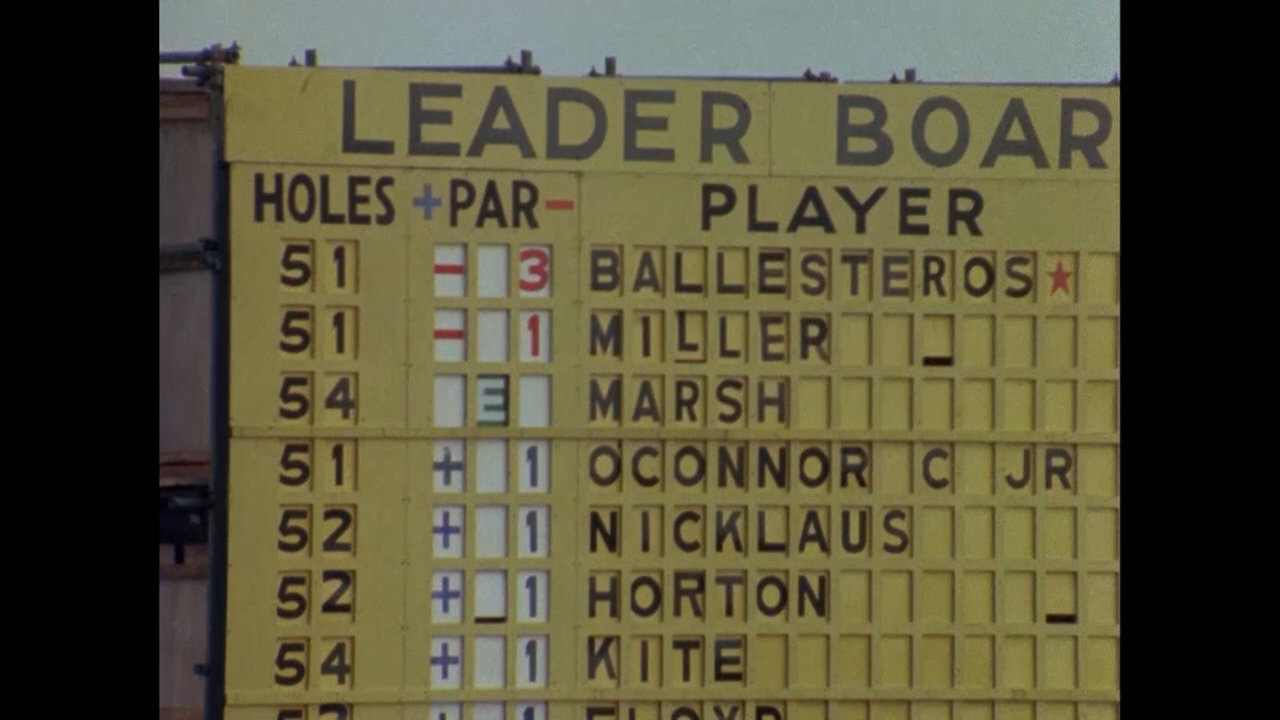 LEADER BOAR
HOLES +PAR- PLAYER
51 - 3 BALLESTEROS★
51 - 1 MILLER _
54 E MARSH
51 + 1 OCONNOR C JR
52 + 1 NICKLAUS
52 +_1 HORTON _
54 + 1 KITE